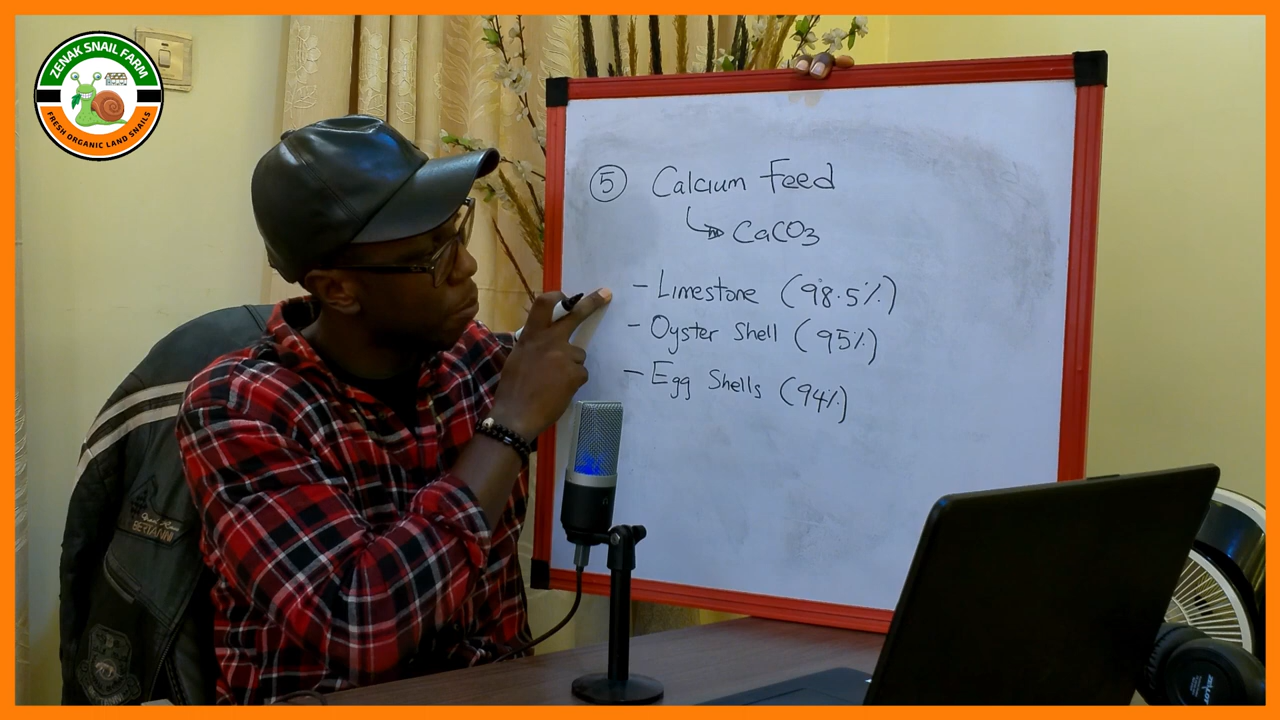 ZENAK SNAIL FARM
FRESH ORGANIC LAND SNAILS
⑤ Calcium Feed
CaCO3
- Limestone (98.5%)
- Oyster Shell (95%)
- Egg Shells (94%)
BERTANNI